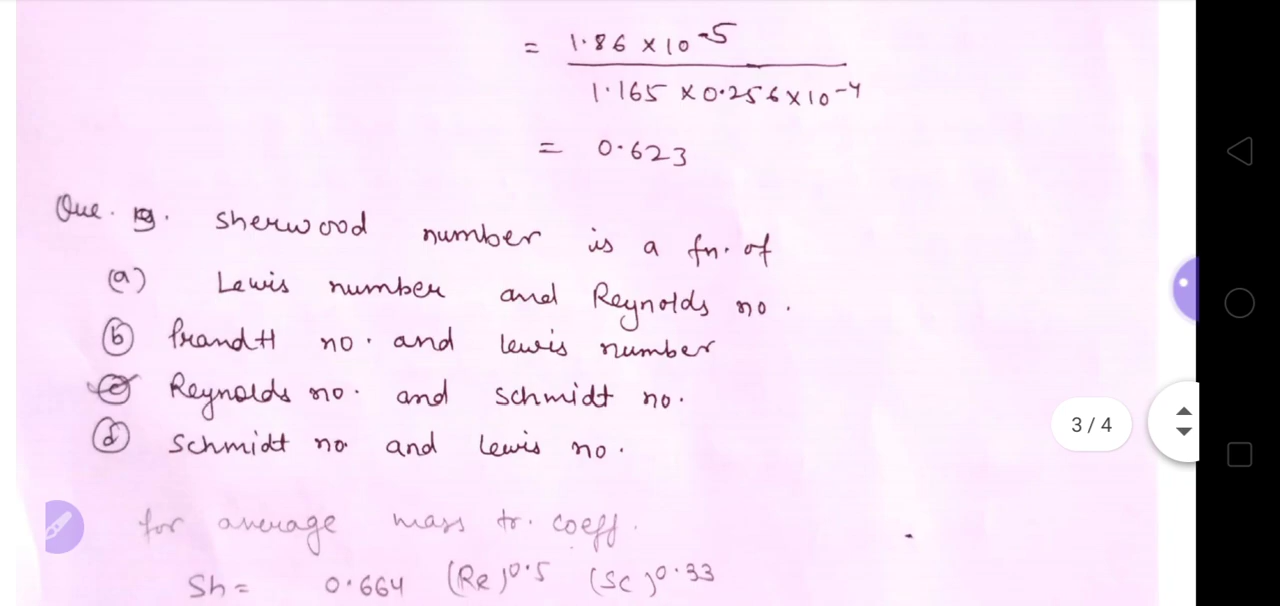 = 1.86 × 10^-5
1.165 × 0.256 × 10^-4
= 0.623
Que. 19. Sherwood number is a fn. of
(a) Lewis number and Reynolds no.
(b) Prandtl no. and Lewis number
(c) Reynolds no. and Schmidt no.
(d) Schmidt no. and Lewis no.
3 / 4
for average mass tr. coeff.
Sh = 0.664 (Re)^0.5 (Sc)^0.33